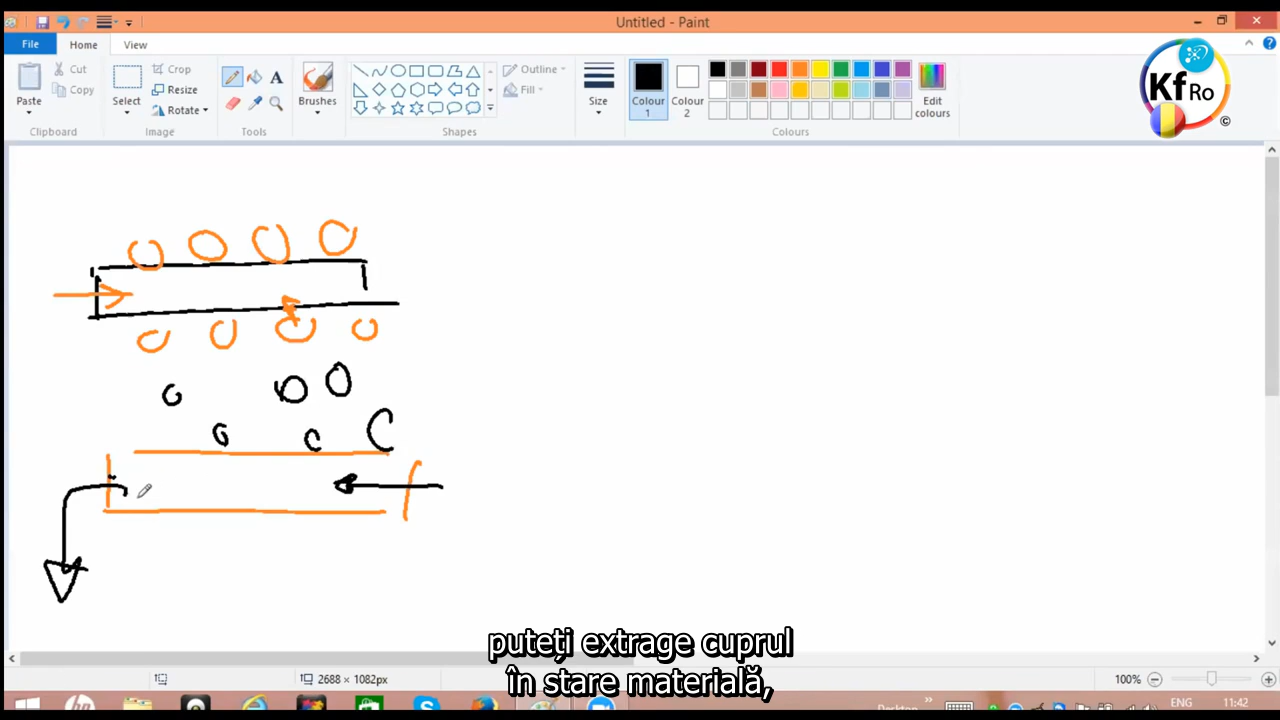 Untitled - Paint
File
Home
View
Paste
Cut
Copy
Clipboard
Select
Crop
Resize
Rotate
Image
Tools
Brushes
Shapes
Outline
Fill
Size
Colour 1
Colour 2
Edit colours
Colours
Kf Ro
©
puteți extrage cuprul
în stare materială,
2688 × 1082px
100%
Desktop
ENG
11:42